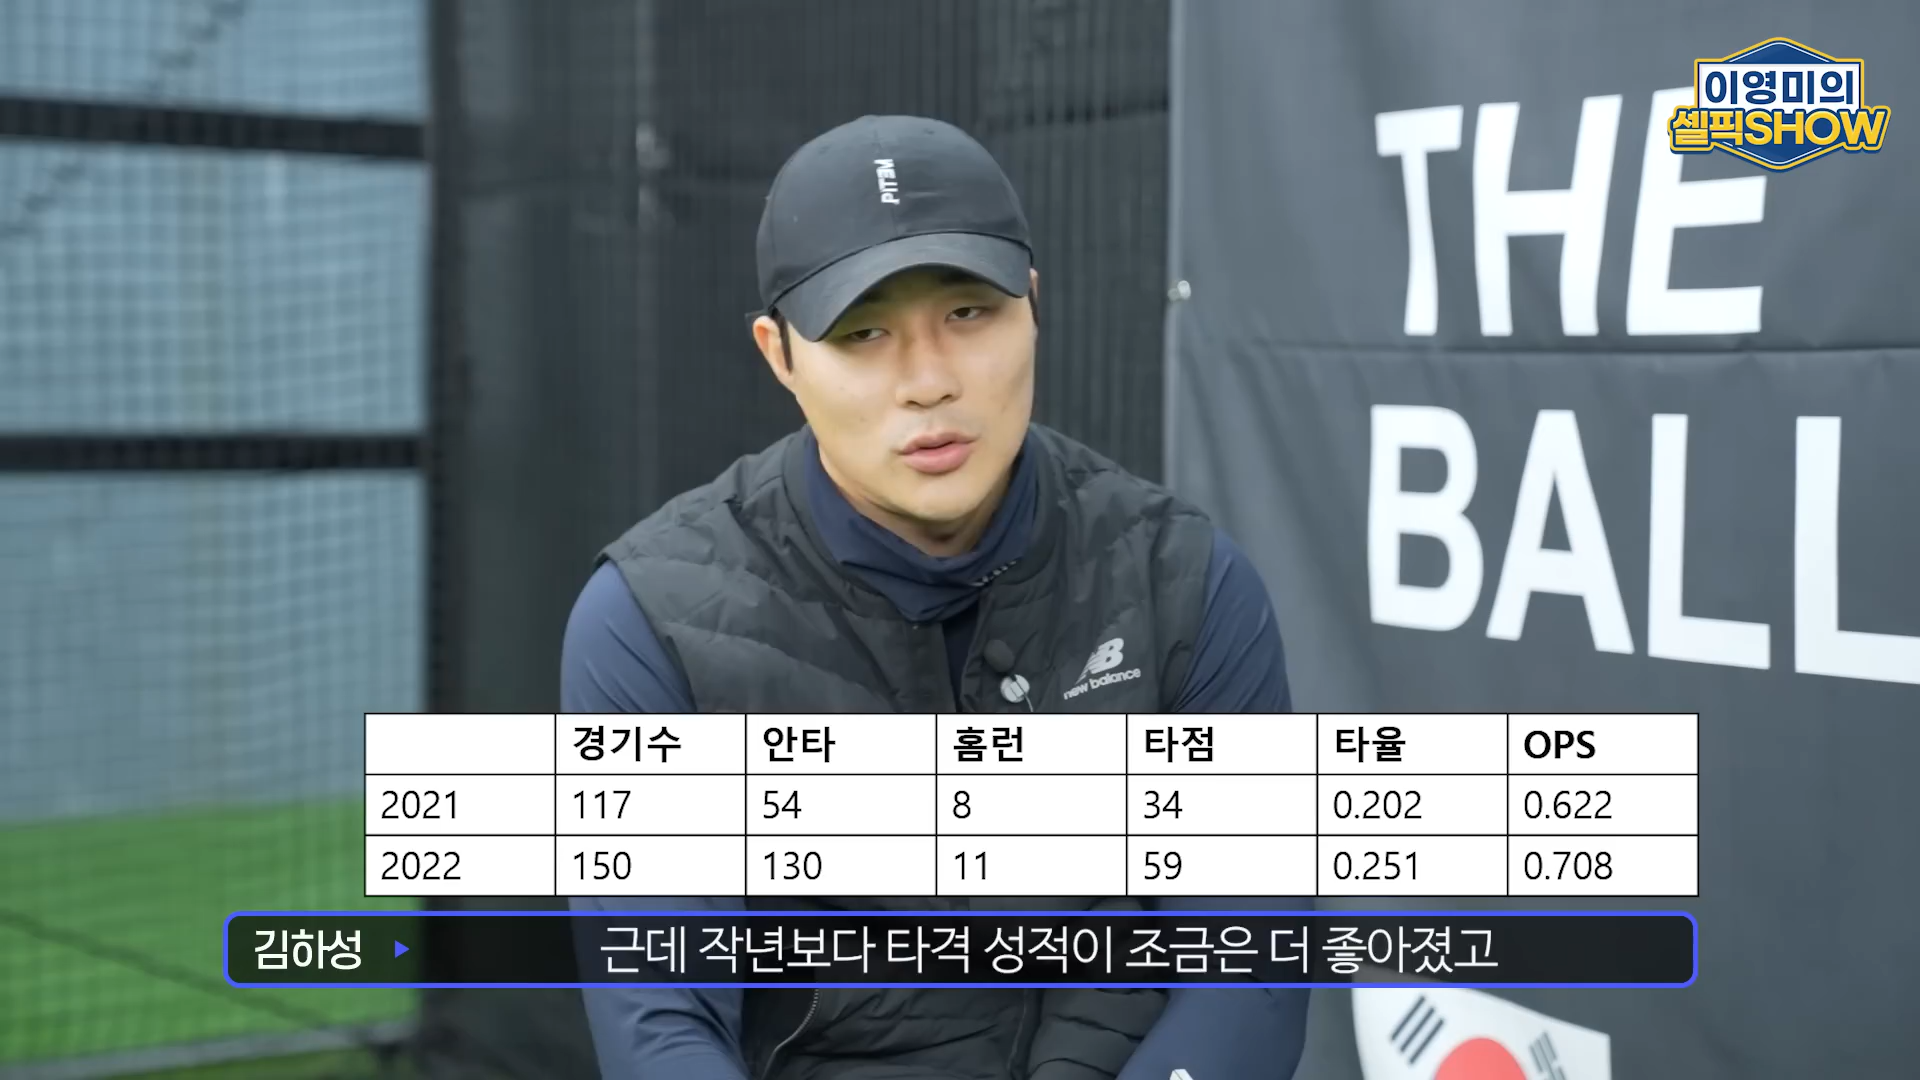 이영미의
셀픽SHOW
PITEM
THE
BALL
NB
new balance
경기수 안타 홈런 타점 타율 OPS
2021 117 54 8 34 0.202 0.622
2022 150 130 11 59 0.251 0.708
김하성 ▶ 근데 작년보다 타격 성적이 조금은 더 좋아졌고